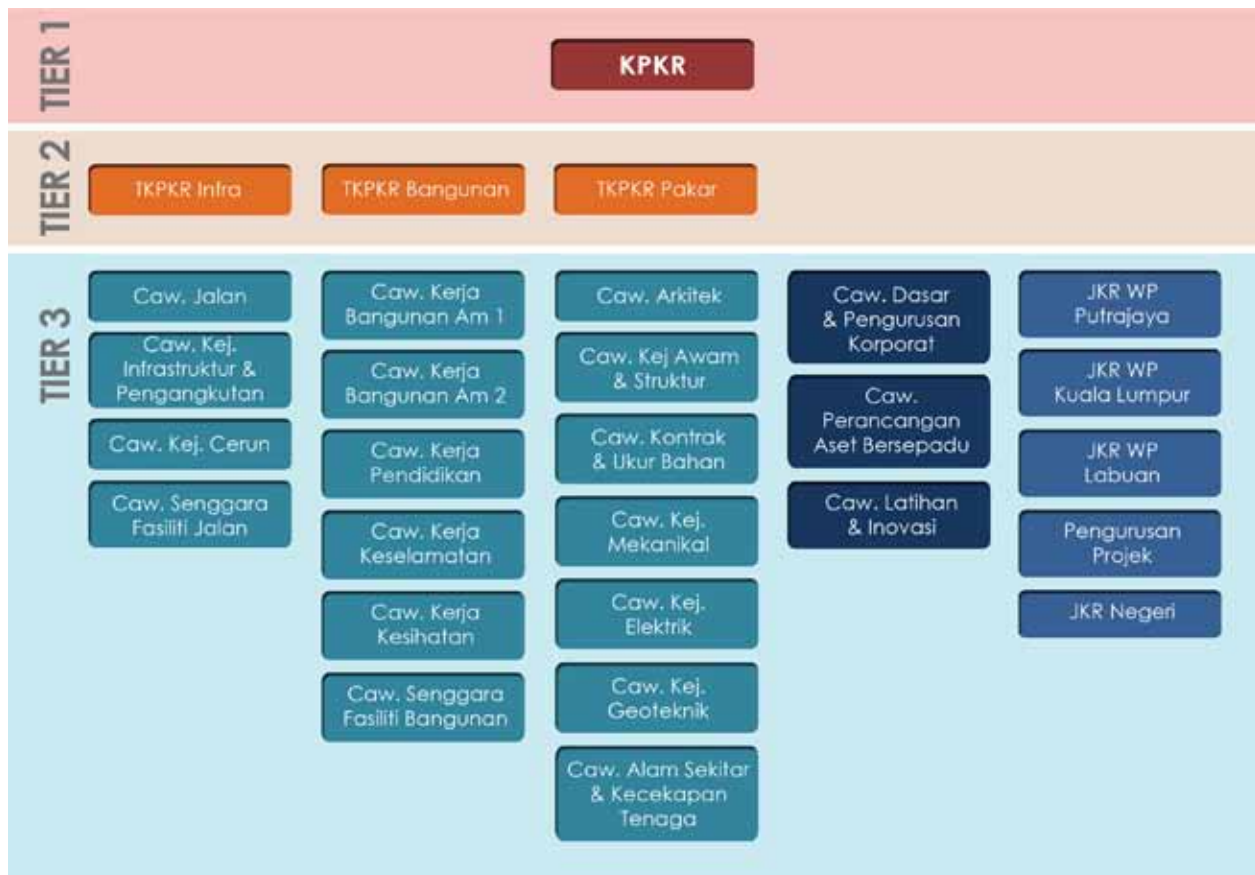 TIER 1
KPKR
TIER 2
TKPKR Infra
TKPKR Bangunan
TKPKR Pakar
TIER 3
Caw. Jalan
Caw. Kej.
Infrastruktur &
Pengangkutan
Caw. Kej. Cerun
Caw. Senggara
Fasiliti Jalan
Caw. Kerja
Bangunan Am 1
Caw. Kerja
Bangunan Am 2
Caw. Kerja
Pendidikan
Caw. Kerja
Keselamatan
Caw. Kerja
Kesihatan
Caw. Senggara
Fasiliti Bangunan
Caw. Arkitek
Caw. Kej Awam
& Struktur
Caw. Kontrak
& Ukur Bahan
Caw. Kej.
Mekanikal
Caw. Kej.
Elektrik
Caw. Kej.
Geoteknik
Caw. Alam Sekitar
& Kecekapan
Tenaga
Caw. Dasar
& Pengurusan
Korporat
Caw.
Perancangan
Aset Bersepadu
Caw. Latihan
& Inovasi
JKR WP
Putrajaya
JKR WP
Kuala Lumpur
JKR WP
Labuan
Pengurusan
Projek
JKR Negeri